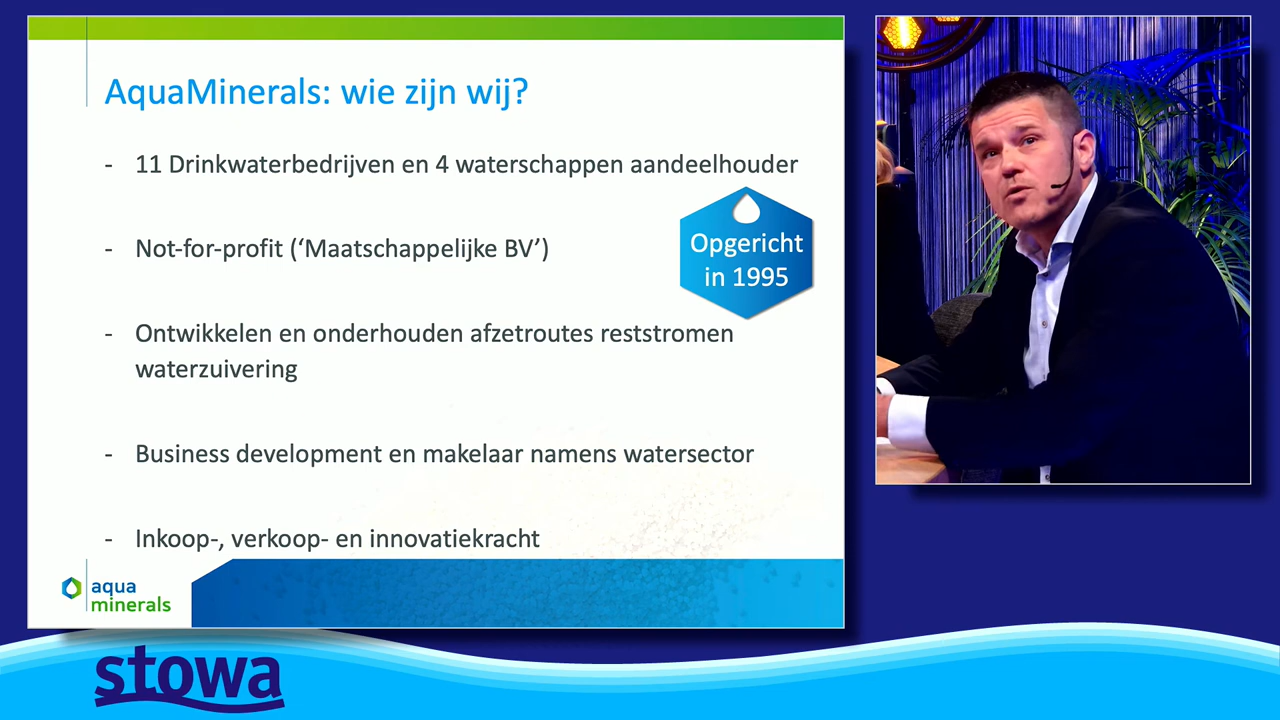 AquaMinerals: wie zijn wij?
- 11 Drinkwaterbedrijven en 4 waterschappen aandeelhouder
- Not-for-profit (‘Maatschappelijke BV’)
Opgericht
in 1995
- Ontwikkelen en onderhouden afzetroutes reststromen
waterzuivering
- Business development en makelaar namens watersector
- Inkoop-, verkoop- en innovatiekracht
aqua
minerals
stowa